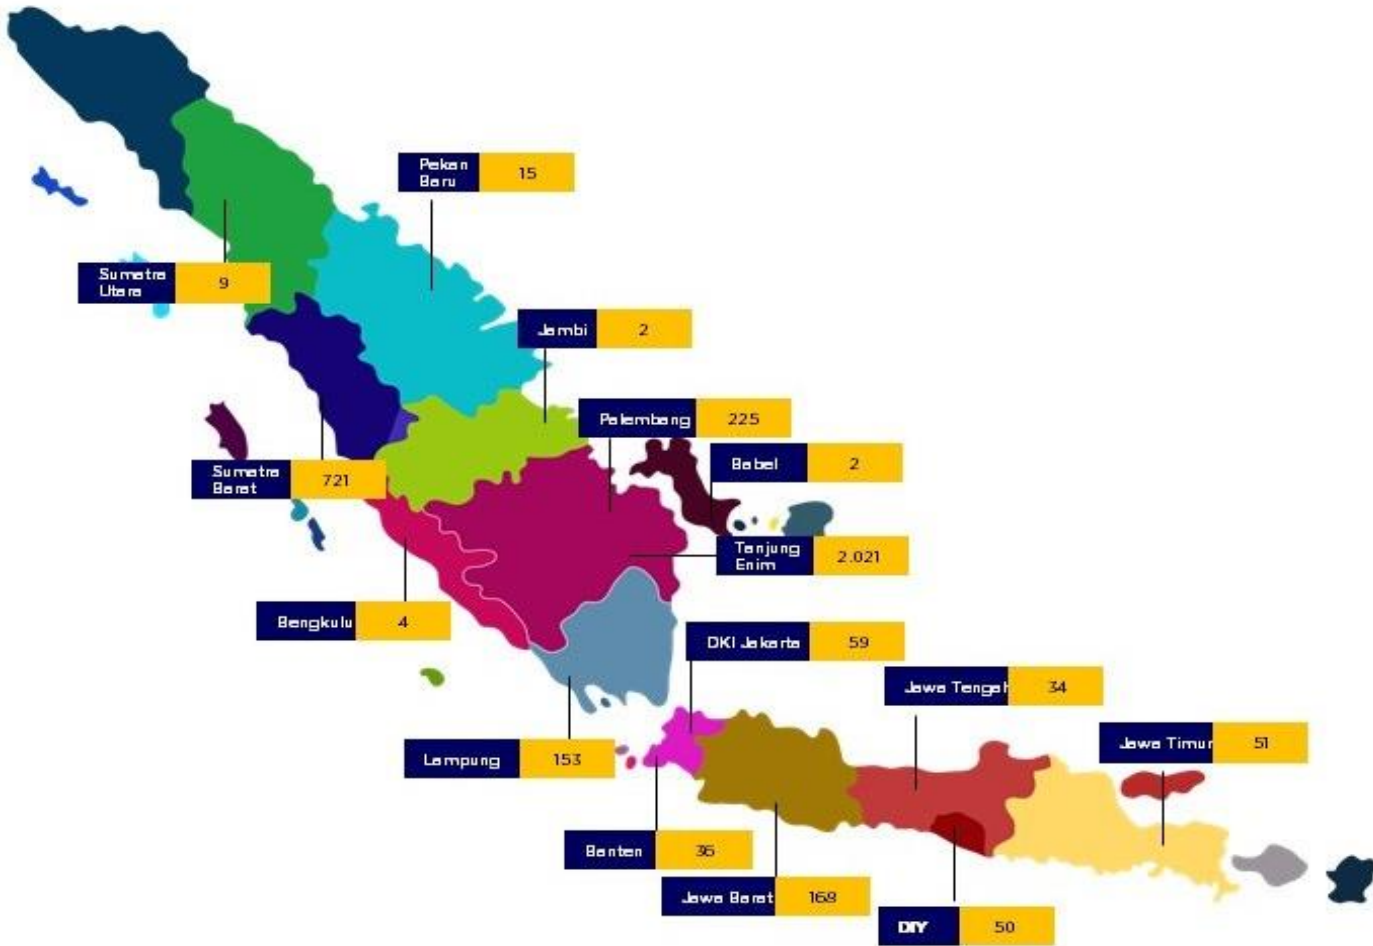 Pekan
Baru
15
Sumatra
Utara
9
Jambi
2
Palembang
225
Babel
2
Sumatra
Barat
721
Tanjung
Enim
2.021
Bengkulu
4
DKI Jakarta
59
Jawa Tengah
34
Jawa Timur
51
Lampung
153
Banten
36
Jawa Barat
168
DIY
50